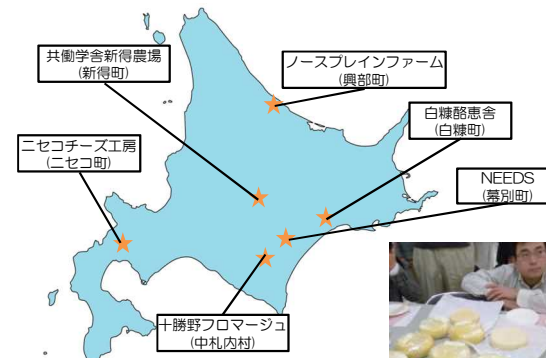 共働学舎新得農場
(新得町)
ノースプレインファーム
(興部町)
白糠酪恵舎
(白糠町)
ニセコチーズ工房
(ニセコ町)
NEEDS
(幕別町)
十勝野フロマージュ
(中札内村)